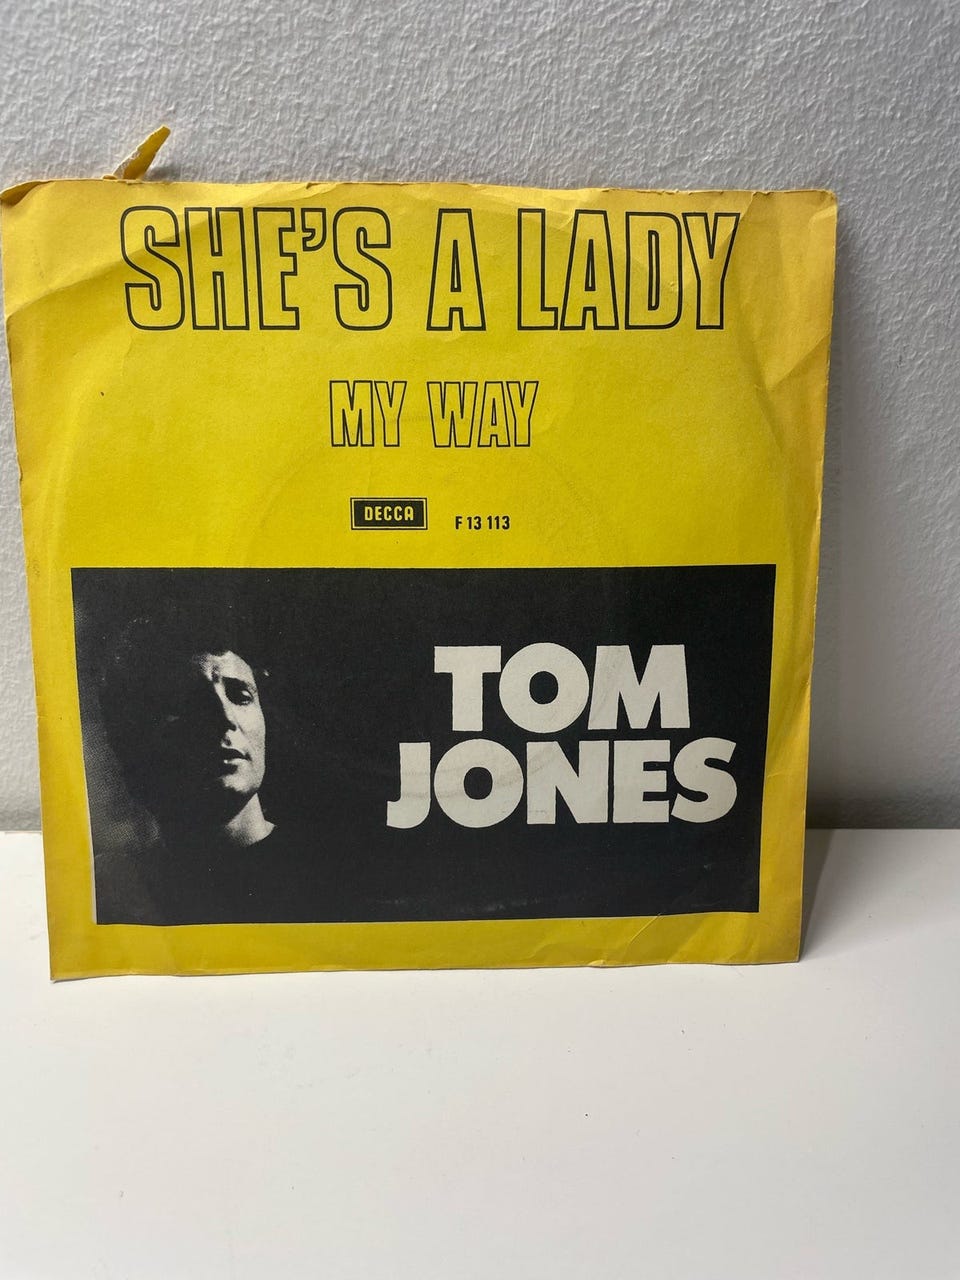 SHE'S A LADY
MY WAY
DECCA F 13 113
TOM
JONES